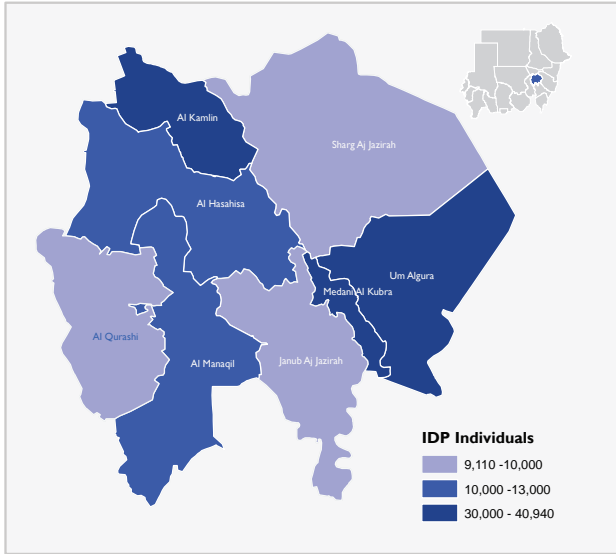 Al Kamlin
Sharg Aj Jazirah
Al Hasahisa
Um Algura
Medani Al Kubra
Al Qurashi
Al Manaqil
Janub Aj Jazirah
IDP Individuals
9,110 -10,000
10,000 -13,000
30,000 - 40,940